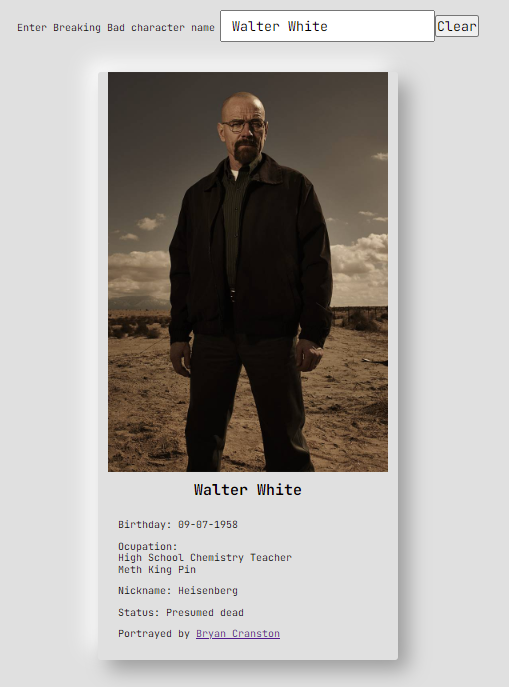 Enter Breaking Bad character name Walter White Clear
Walter White
Birthday: 09-07-1958
Ocupation:
High School Chemistry Teacher
Meth King Pin
Nickname: Heisenberg
Status: Presumed dead
Portrayed by Bryan Cranston